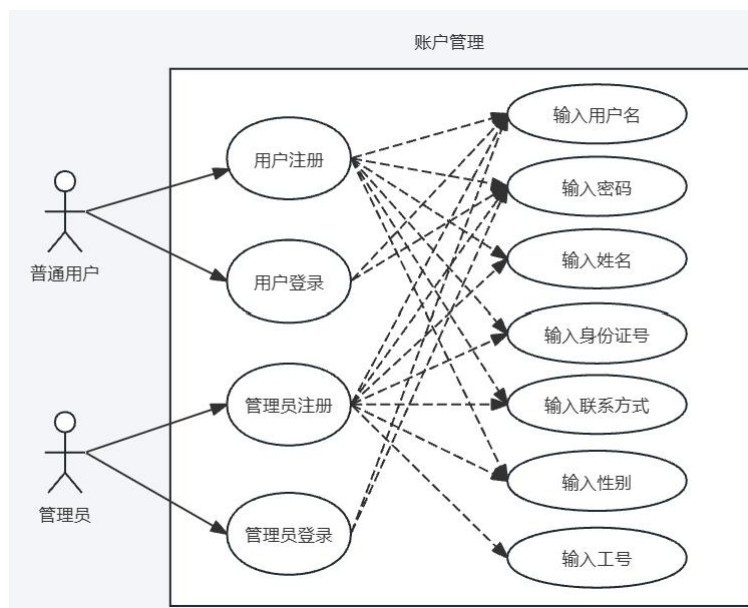 账户管理
输入用户名
用户注册
输入密码
普通用户
输入姓名
用户登录
输入身份证号
管理员注册
输入联系方式
输入性别
管理员
管理员登录
输入工号